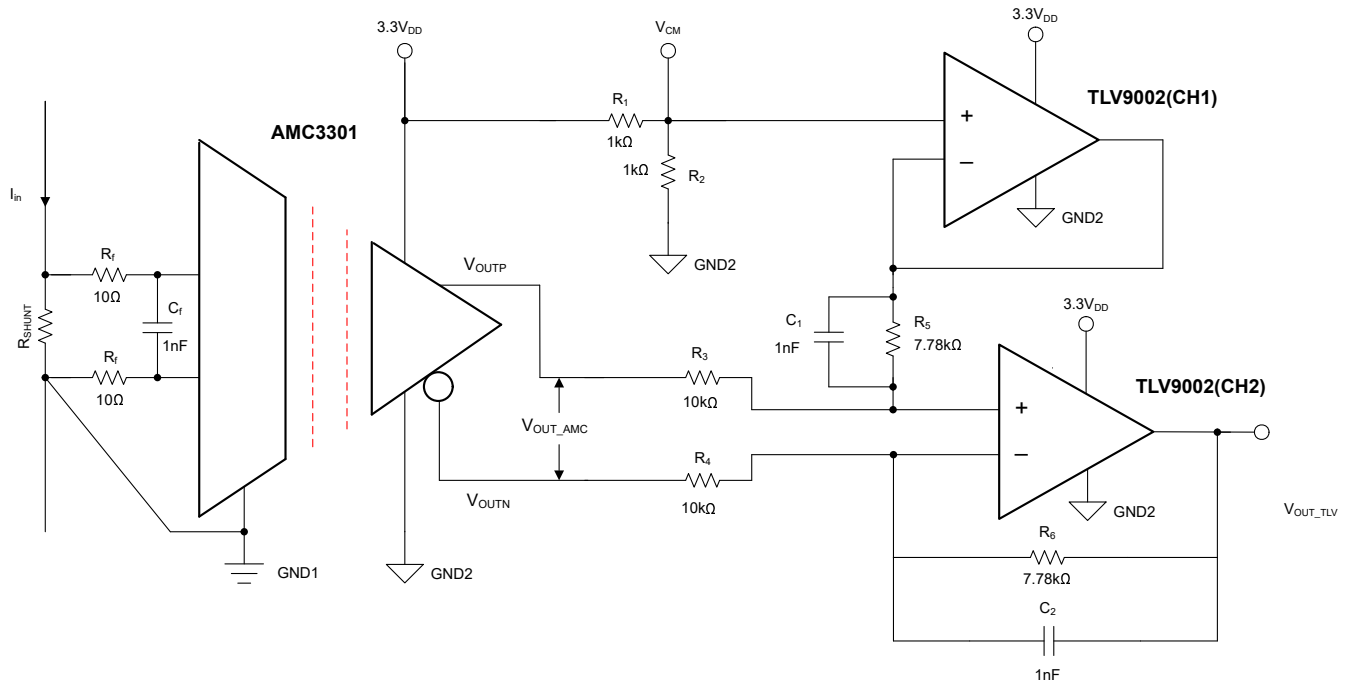 3.3VDD
VCM
3.3VDD
TLV9002(CH1)
R1
1kΩ
+
−
AMC3301
1kΩ
R2
Iin
GND2
GND2
VOUTP
Rf
10Ω
Cf
1nF
RSHUNT
Rf
10Ω
C1
1nF
R5
7.78kΩ
3.3VDD
R3
10kΩ
TLV9002(CH2)
+
−
VOUT_AMC
R4
10kΩ
VOUTN
GND2
VOUT_TLV
R6
7.78kΩ
GND1
GND2
C2
1nF